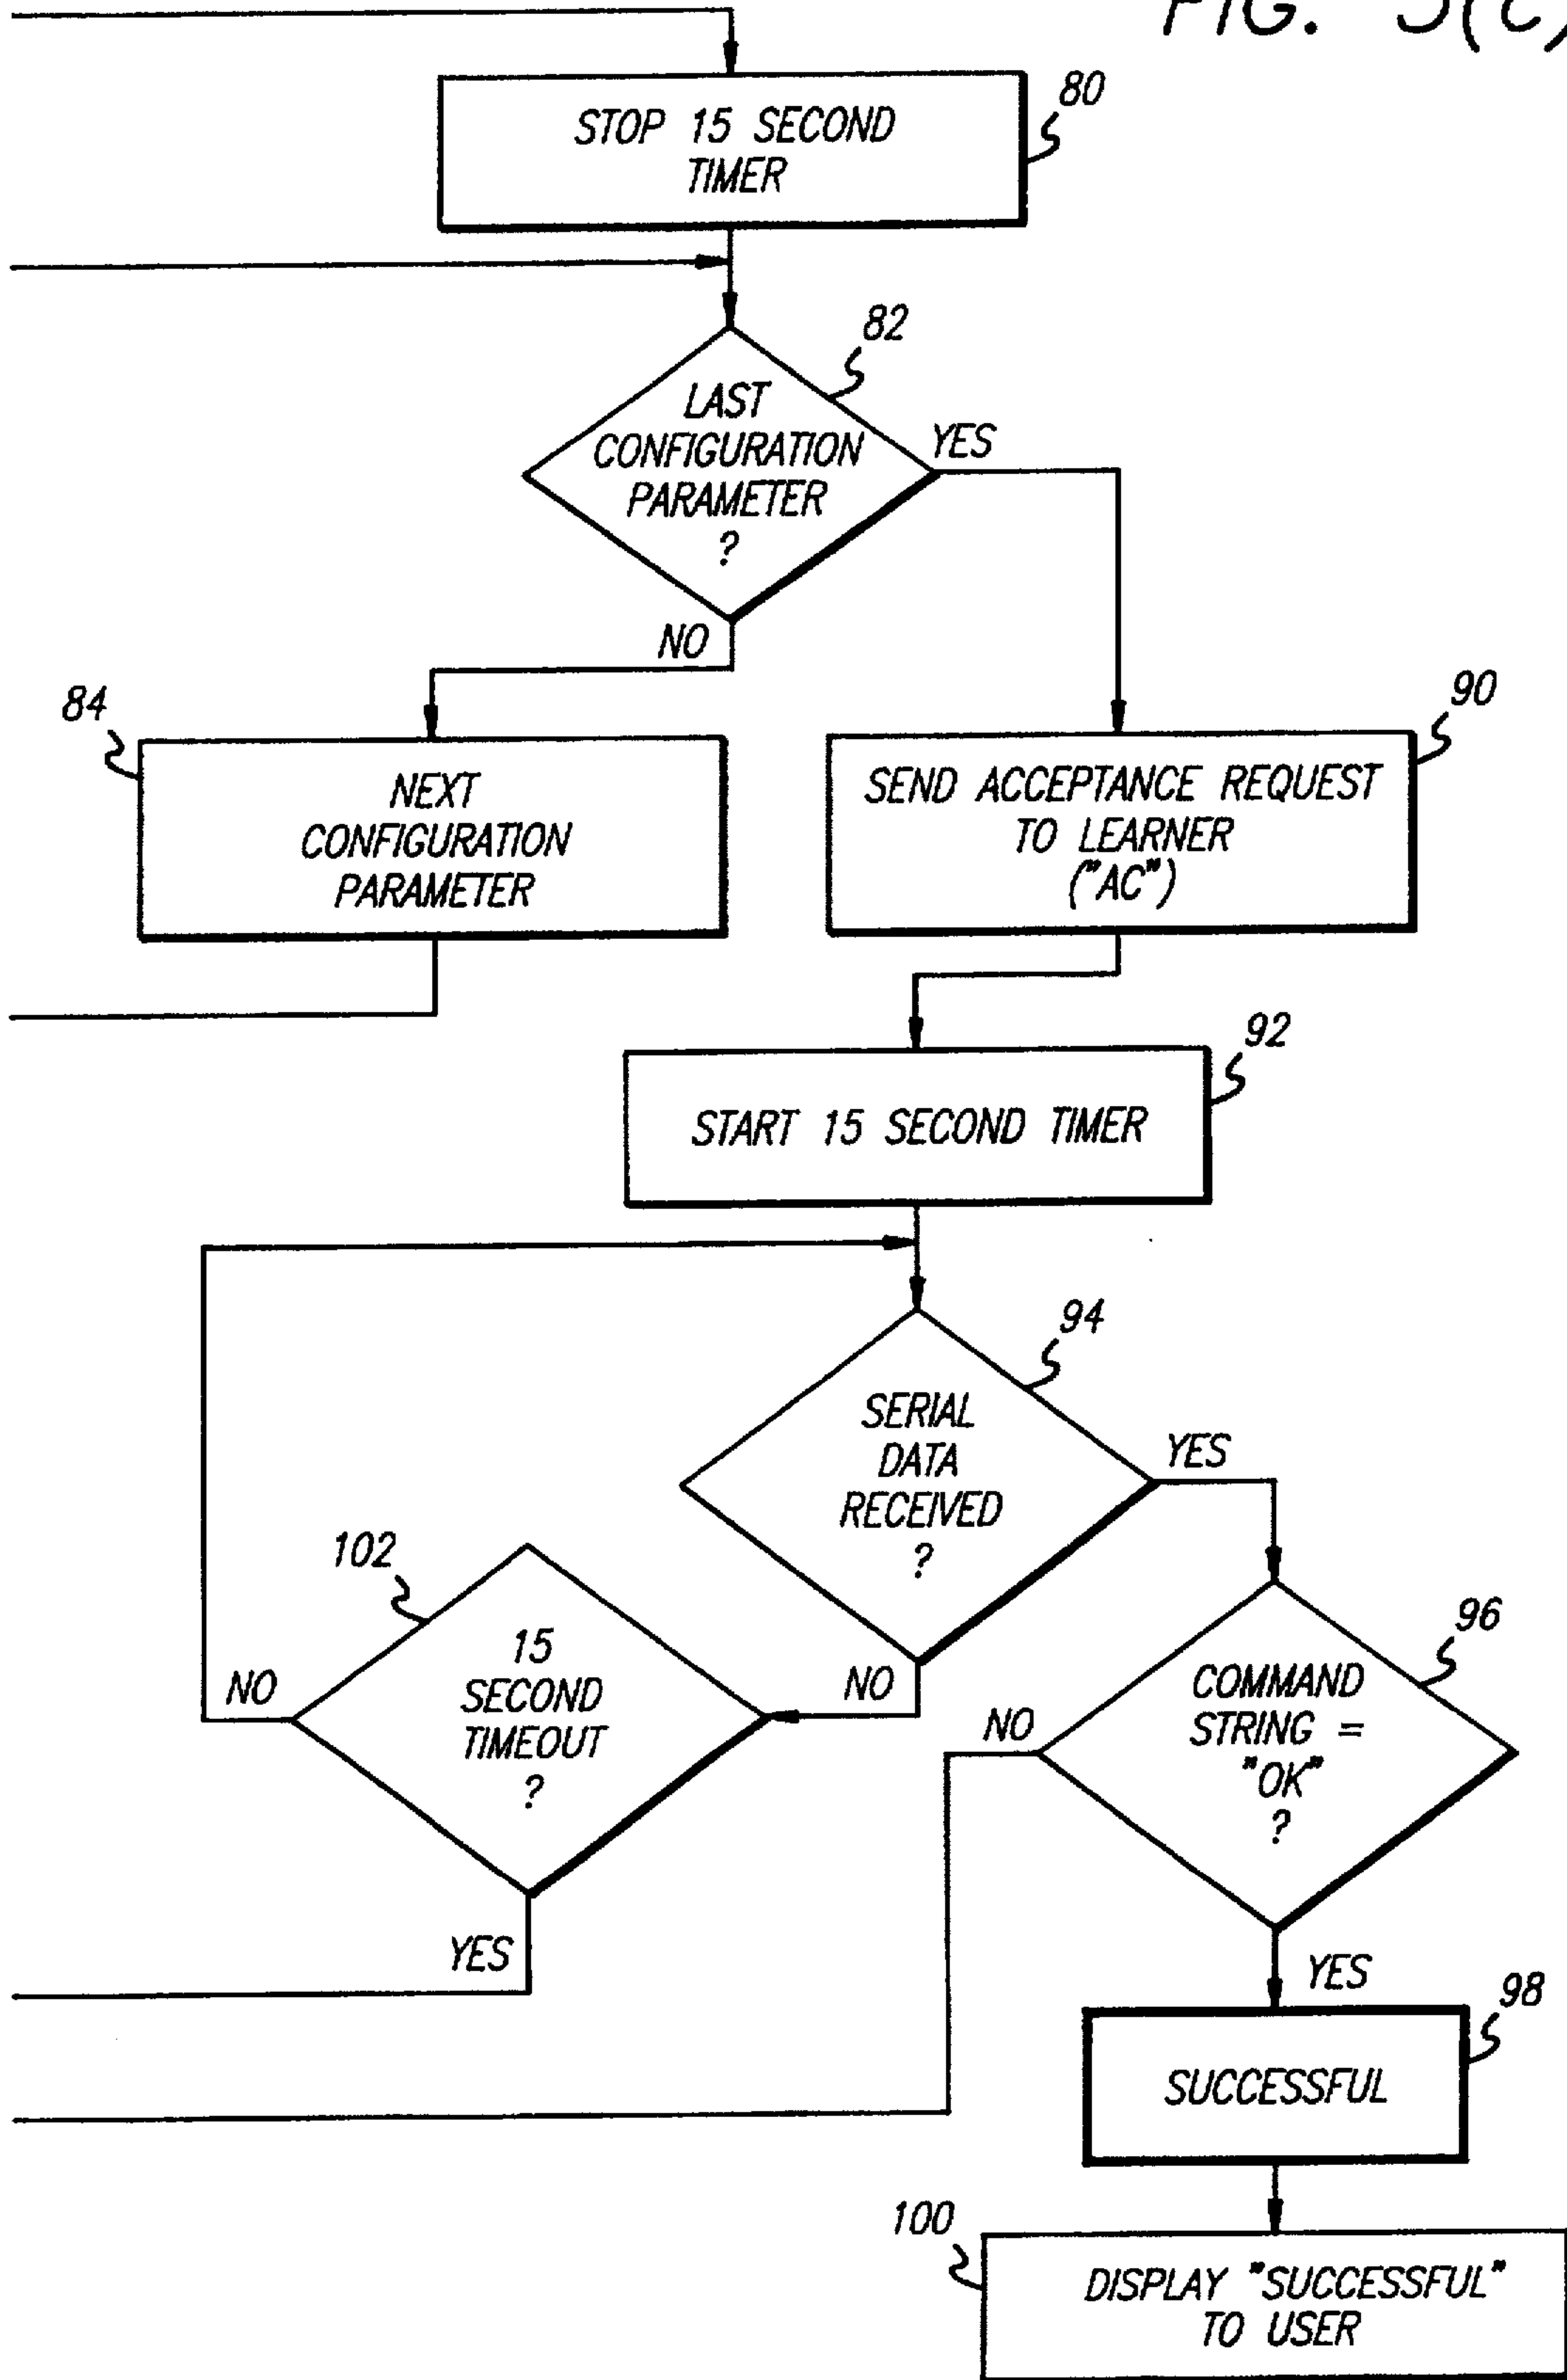 FIG. 5(c)
80
STOP 15 SECOND
TIMER
82
LAST
CONFIGURATION
PARAMETER
?
YES
NO
84
NEXT
CONFIGURATION
PARAMETER
90
SEND ACCEPTANCE REQUEST
TO LEARNER
("AC")
92
START 15 SECOND TIMER
94
SERIAL
DATA
RECEIVED
?
YES
NO
102
15
SECOND
TIMEOUT
?
NO
YES
96
COMMAND
STRING =
"OK"
?
NO
YES
98
SUCCESSFUL
100
DISPLAY "SUCCESSFUL"
TO USER